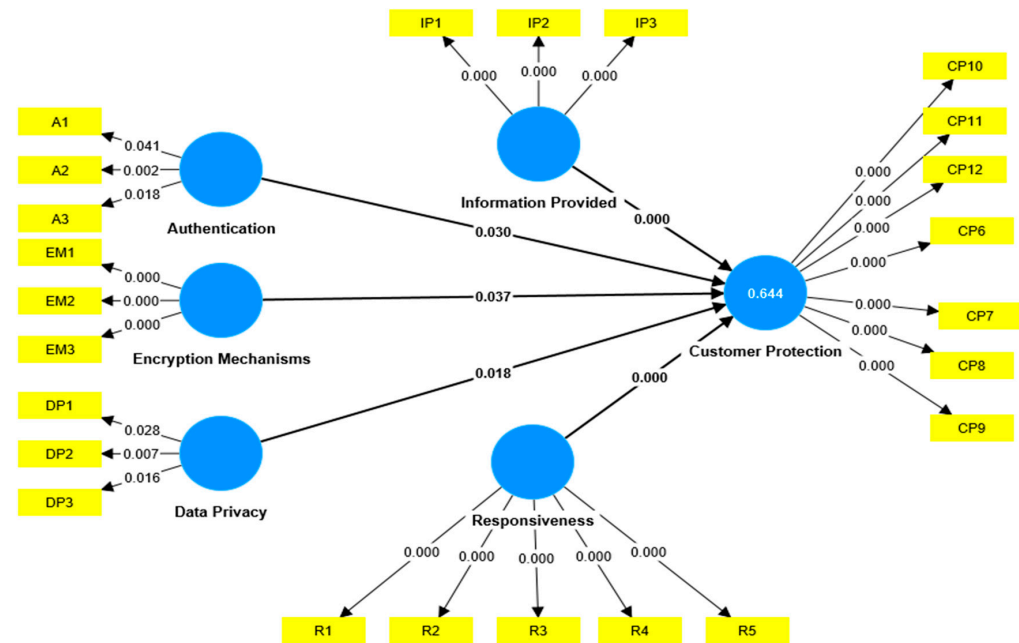 IP1
IP2
IP3
0.000
0.000
0.000
Information Provided
0.000
A1
A2
A3
0.041
0.002
0.018
Authentication
0.030
EM1
EM2
EM3
0.000
0.000
0.000
Encryption Mechanisms
0.037
DP1
DP2
DP3
0.028
0.007
0.016
Data Privacy
0.018
Responsiveness
0.000
0.000
0.000
0.000
0.000
0.000
R1
R2
R3
R4
R5
0.644
Customer Protection
0.000
0.000
0.000
0.000
0.000
0.000
0.000
CP10
CP11
CP12
CP6
CP7
CP8
CP9